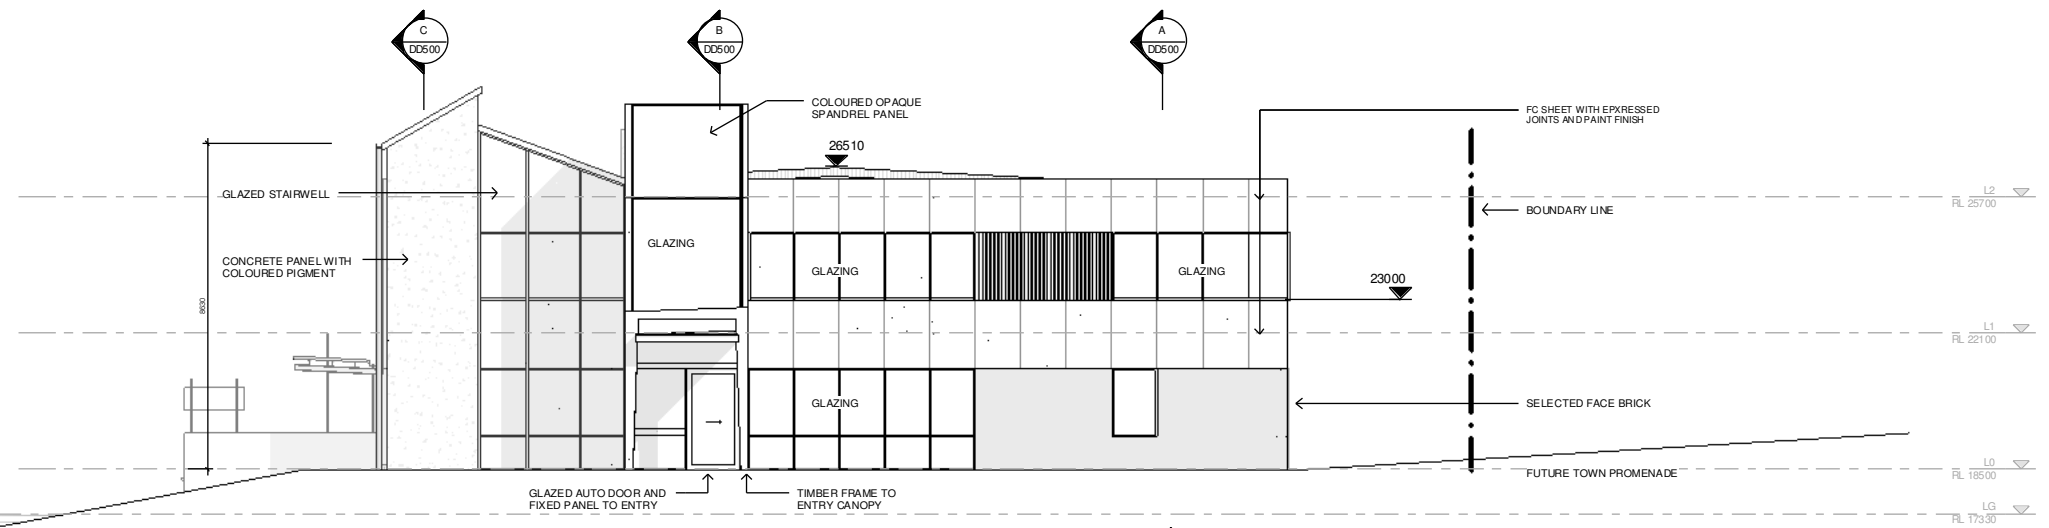 C
DD500
B
DD500
A
DD500
COLOURED OPAQUE
SPANDREL PANEL
FC SHEET WITH EPXRESSED
JOINTS AND PAINT FINISH
26510
GLAZED STAIRWELL
L2
RL 25700
BOUNDARY LINE
GLAZING
CONCRETE PANEL WITH
COLOURED PIGMENT
GLAZING
GLAZING
23000
8630
L1
RL 22100
GLAZING
SELECTED FACE BRICK
L0
RL 18500
FUTURE TOWN PROMENADE
GLAZED AUTO DOOR AND
FIXED PANEL TO ENTRY
TIMBER FRAME TO
ENTRY CANOPY
LG
RL 17330